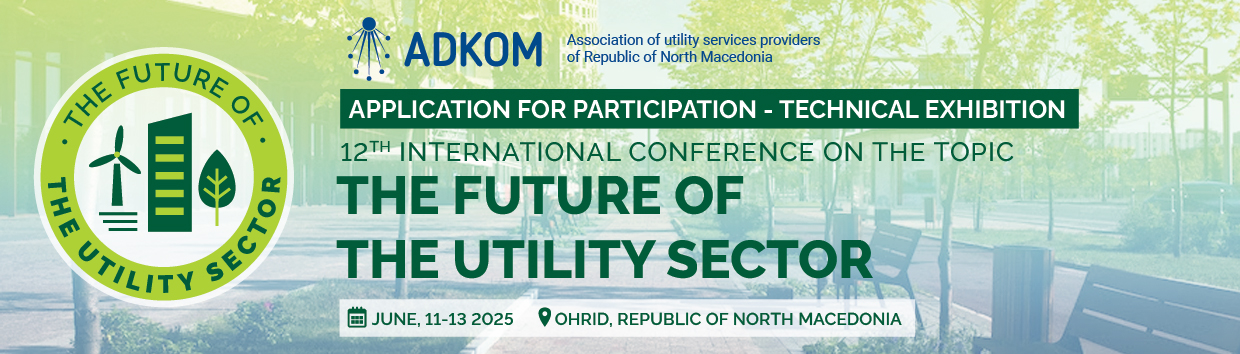 THE FUTURE OF
THE UTILITY SECTOR
ADKOM
Association of utility services providers
of Republic of North Macedonia
APPLICATION FOR PARTICIPATION - TECHNICAL EXHIBITION
12TH INTERNATIONAL CONFERENCE ON THE TOPIC
THE FUTURE OF
THE UTILITY SECTOR
JUNE, 11-13 2025
OHRID, REPUBLIC OF NORTH MACEDONIA